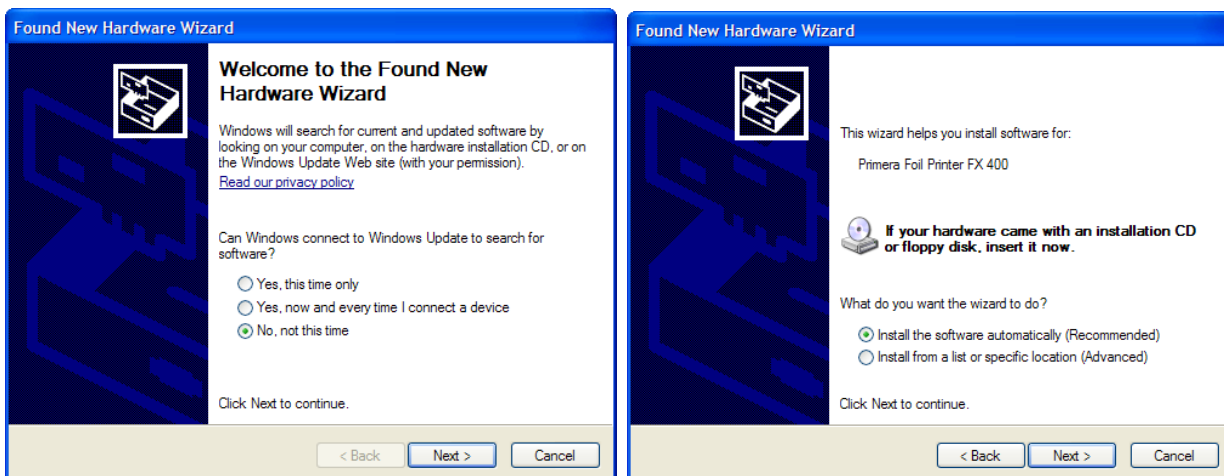 Found New Hardware Wizard
Welcome to the Found New
Hardware Wizard
Windows will search for current and updated software by
looking on your computer, on the hardware installation CD, or on
the Windows Update Web site (with your permission).
Read our privacy policy
Can Windows connect to Windows Update to search for
software?
Yes, this time only
Yes, now and every time I connect a device
No, not this time
Click Next to continue.
< Back
Next >
Cancel
Found New Hardware Wizard
This wizard helps you install software for:
Primera Foil Printer FX 400
If your hardware came with an installation CD
or floppy disk, insert it now.
What do you want the wizard to do?
Install the software automatically (Recommended)
Install from a list or specific location (Advanced)
Click Next to continue.
< Back
Next >
Cancel